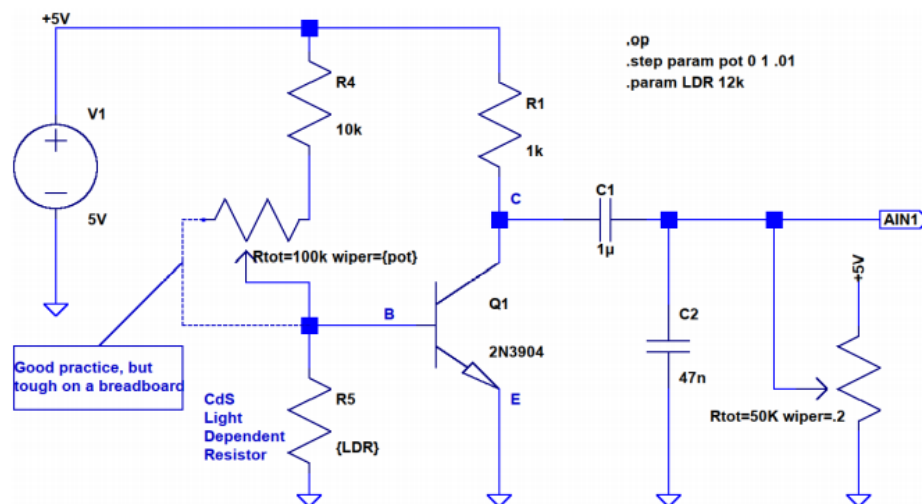 +5V
.op
.step param pot 0 1 .01
.param LDR 12k
R4
10k
R1
1k
V1
5V
C
C1
1µ
AIN1
Rtot=100k wiper={pot}
+5V
B
Q1
2N3904
C2
47n
Good practice, but
tough on a breadboard
CdS
Light
Dependent
Resistor
R5
{LDR}
E
Rtot=50K wiper=.2